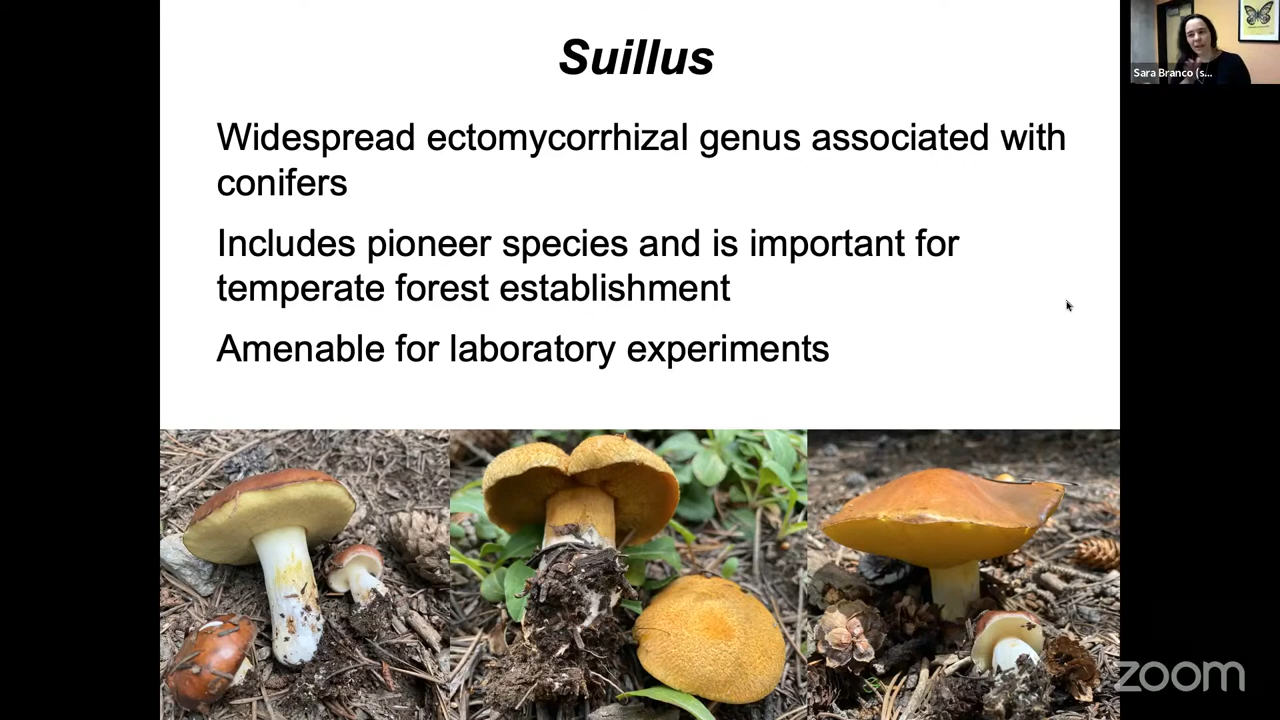 Suillus
Sara Branco (s...
Widespread ectomycorrhizal genus associated with
conifers
Includes pioneer species and is important for
temperate forest establishment
Amenable for laboratory experiments
zoom